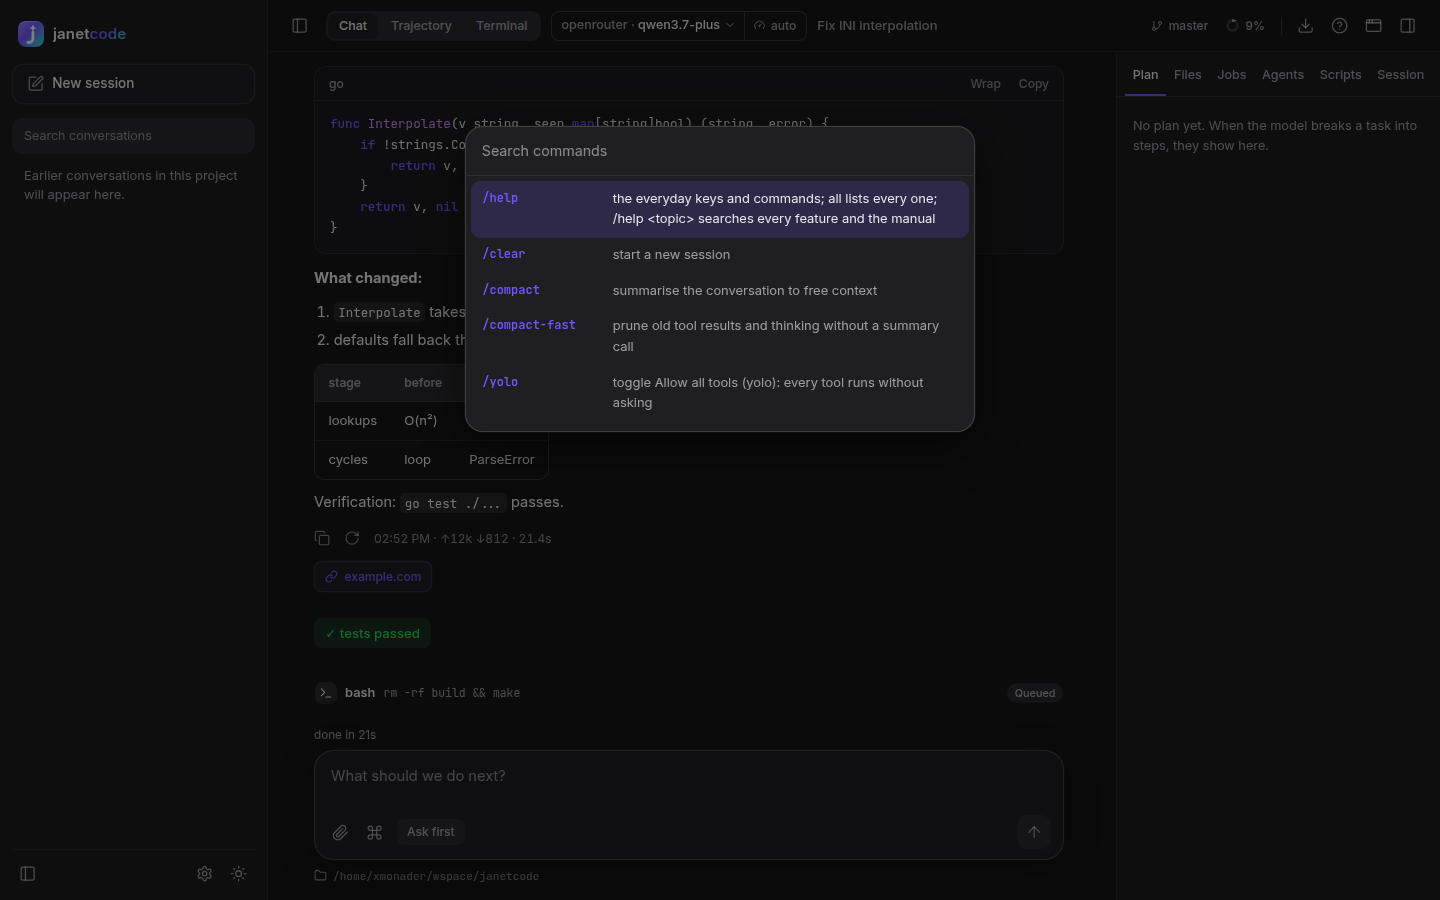 janetcode
New session
Search conversations
Earlier conversations in this project
will appear here.
Chat
Trajectory
Terminal
openrouter · qwen3.7-plus
auto
Fix INI interpolation
master
9%
go
Wrap
Copy
func Interpolate(v string, seen map[string]bool) (string, error) {
if !strings.Co
return v,
}
return v, nil
}
Search commands
/help
the everyday keys and commands; all lists every one;
/help <topic> searches every feature and the manual
/clear
start a new session
/compact
summarise the conversation to free context
/compact-fast
prune old tool results and thinking without a summary
call
/yolo
toggle Allow all tools (yolo): every tool runs without
asking
What changed:
1. Interpolate takes
2. defaults fall back th
stage before
lookups O(n²)
cycles loop ParseError
Verification: go test ./... passes.
02:52 PM · ↑12k ↓812 · 21.4s
example.com
✓ tests passed
bash rm -rf build && make
Queued
done in 21s
What should we do next?
Ask first
/home/xmonader/wspace/janetcode
Plan
Files
Jobs
Agents
Scripts
Session
No plan yet. When the model breaks a task into
steps, they show here.